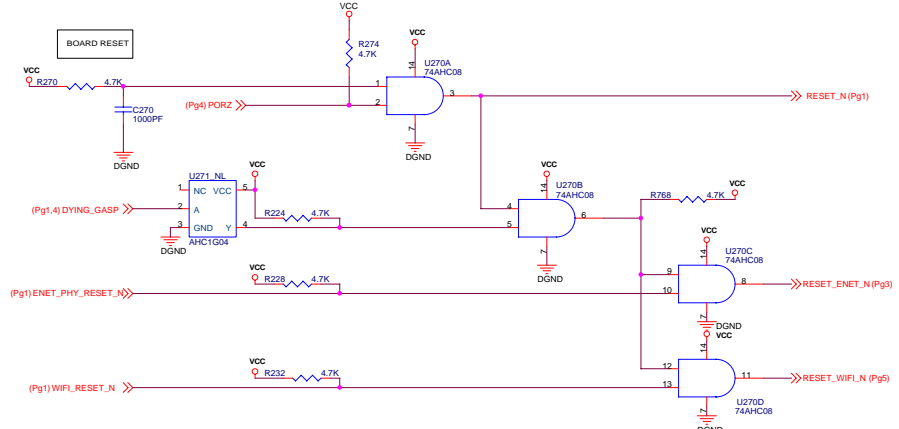 VCC
BOARD RESET
R274
4.7K
VCC
U270A
74AHC08
VCC
14
R270
4.7K
1
C270
1000PF
(Pg4) PORZ
2
3
RESET_N (Pg1)
7
DGND
DGND
VCC
VCC
U271_NL
U270B
74AHC08
14
VCC
1
NC
VCC
5
R768
4.7K
(Pg1,4) DYING_GASP
2
A
R224
4.7K
4
6
3
GND
Y
4
5
AHC1G04
DGND
7
DGND
VCC
U270C
74AHC08
14
VCC
R228
4.7K
9
(Pg1) ENET_PHY_RESET_N
10
8
RESET_ENET_N (Pg3)
7
DGND
VCC
14
VCC
R232
4.7K
12
(Pg1) WIFI_RESET_N
13
11
RESET_WIFI_N (Pg5)
U270D
74AHC08
7
DGND